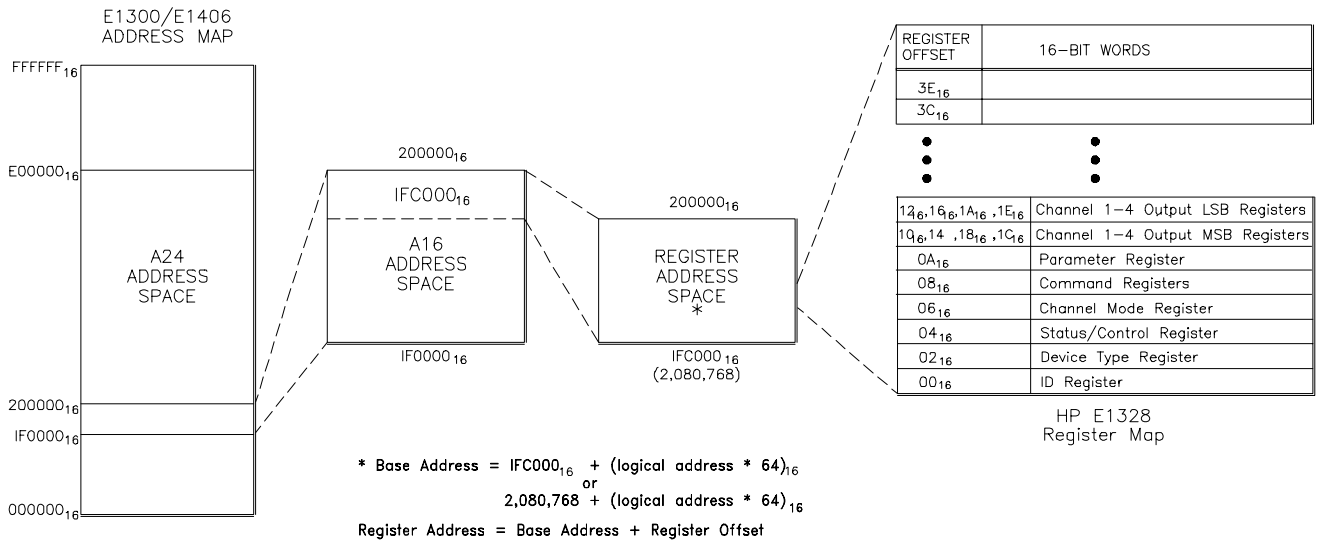 E1300/E1406
ADDRESS MAP
FFFFFF16
E0000016
A24
ADDRESS
SPACE
20000016
IF000016
00000016
20000016
IFC00016
A16
ADDRESS
SPACE
IF000016
20000016
REGISTER
ADDRESS
SPACE
*
IFC00016
(2,080,768)
REGISTER
OFFSET
16-BIT WORDS
3E16
3C16
1216,1616,1A16,1E16 Channel 1-4 Output LSB Registers
1016,14 ,1816,1C16 Channel 1-4 Output MSB Registers
0A16 Parameter Register
0816 Command Registers
0616 Channel Mode Register
0416 Status/Control Register
0216 Device Type Register
0016 ID Register
HP E1328
Register Map
* Base Address = IFC00016 + (logical address * 64)16
or
2,080,768 + (logical address * 64)16
Register Address = Base Address + Register Offset